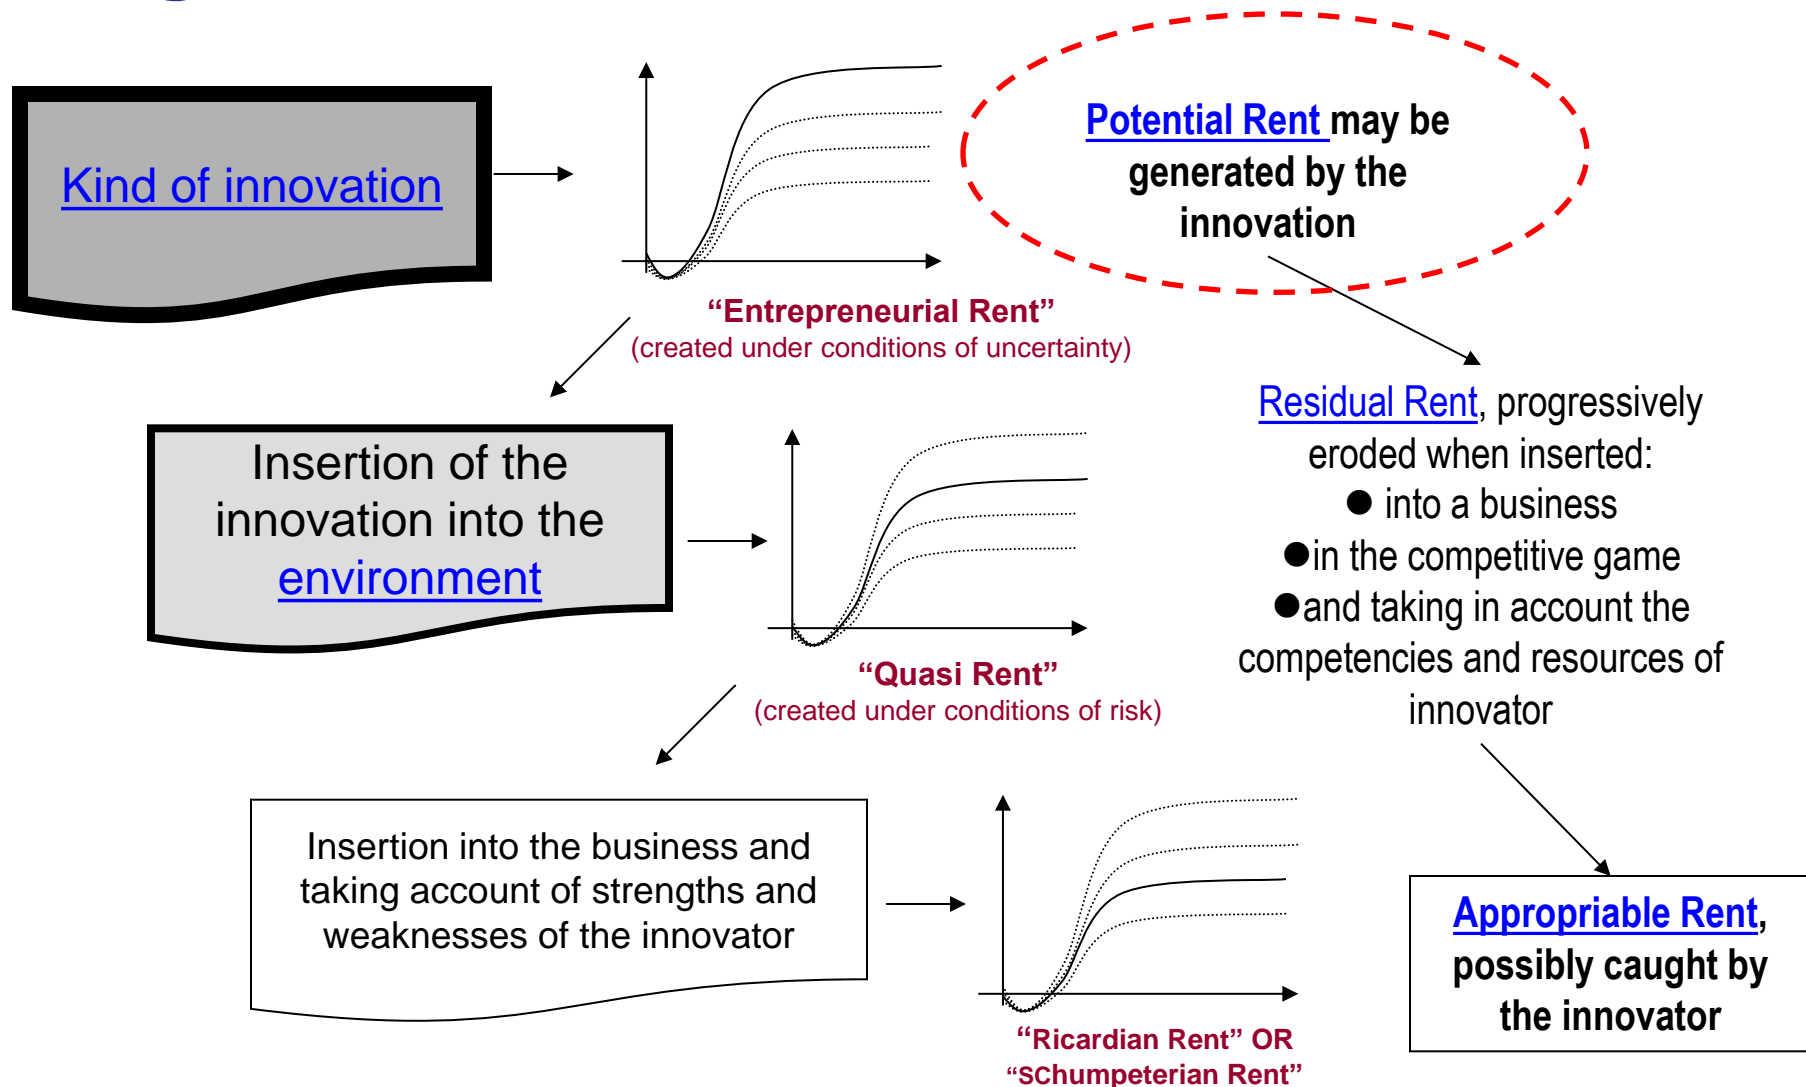 Kind of innovation
“Entrepreneurial Rent”
(created under conditions of uncertainty)
Potential Rent may be
generated by the
innovation
Insertion of the
innovation into the
environment
“Quasi Rent”
(created under conditions of risk)
Residual Rent, progressively
eroded when inserted:
● into a business
●in the competitive game
●and taking in account the
competencies and resources of
innovator
Insertion into the business and
taking account of strengths and
weaknesses of the innovator
“Ricardian Rent” OR
“SChumpeterian Rent”
Appropriable Rent,
possibly caught by
the innovator